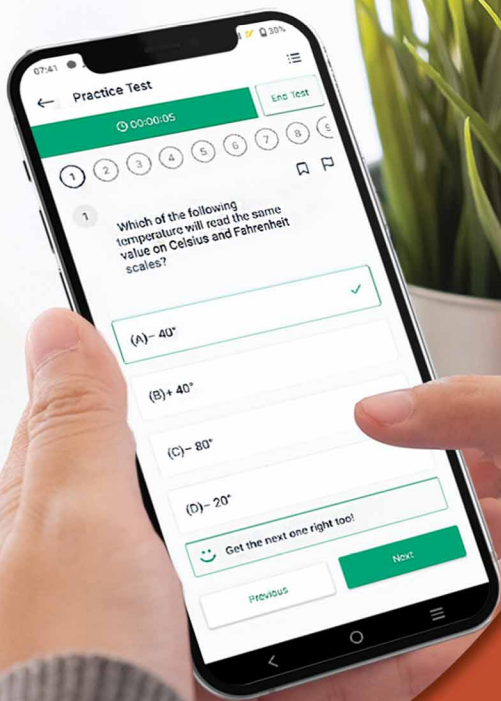 07:41 30%
← Practice Test
00:00:05 End Test
1 2 3 4 5 6 7 8
1 Which of the following
temperature will read the same
value on Celsius and Fahrenheit
scales?
(A)− 40°
(B)+ 40°
(C)− 80°
(D)− 20°
Get the next one right too!
Previous Next